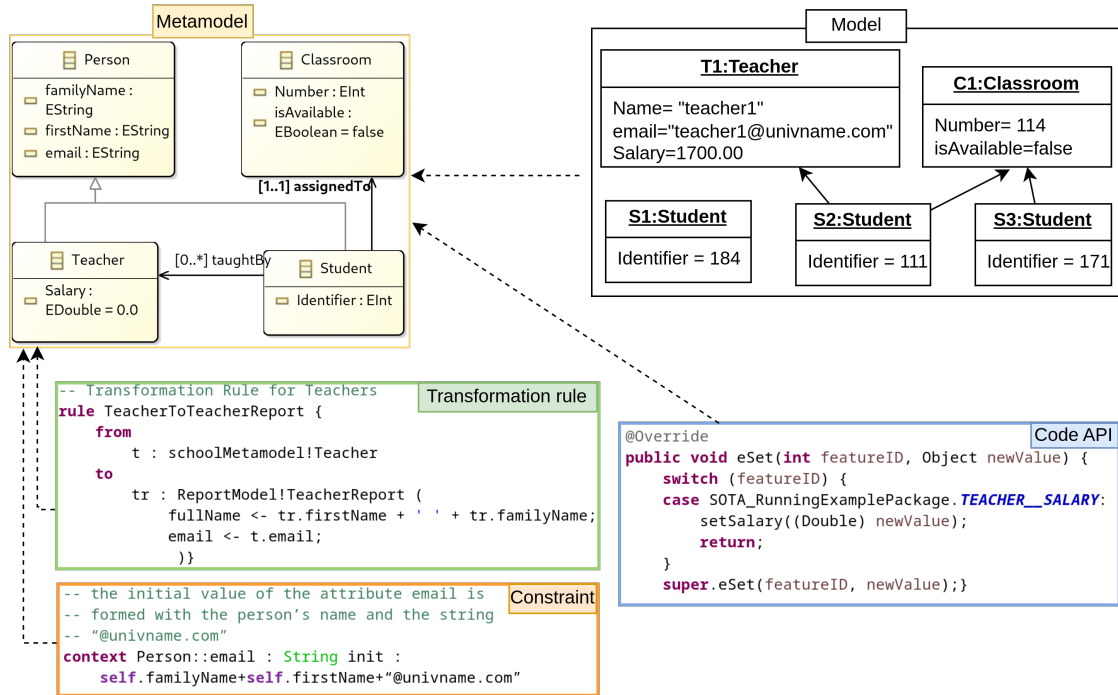 Metamodel
Person
familyName :
EString
firstName : EString
email : EString
Classroom
Number : EInt
isAvailable :
EBoolean = false
[1..1] assignedTo
Teacher
Salary :
EDouble = 0.0
[0..*] taughtBy
Student
Identifier : EInt
Model
T1:Teacher
Name= "teacher1"
email="teacher1@univname.com"
Salary=1700.00
C1:Classroom
Number= 114
isAvailable=false
S1:Student
Identifier = 184
S2:Student
Identifier = 111
S3:Student
Identifier = 171
Transformation rule
-- Transformation Rule for Teachers
rule TeacherToTeacherReport {
from
t : schoolMetamodel!Teacher
to
tr : ReportModel!TeacherReport (
fullName <- tr.firstName + ' ' + tr.familyName;
email <- t.email;
)}
Constraint
-- the initial value of the attribute email is
-- formed with the person’s name and the string
-- “@univname.com”
context Person::email : String init :
self.familyName+self.firstName+“@univname.com”
Code API
@Override
public void eSet(int featureID, Object newValue) {
switch (featureID) {
case SOTA_RunningExamplePackage.TEACHER__SALARY:
setSalary((Double) newValue);
return;
}
super.eSet(featureID, newValue);}